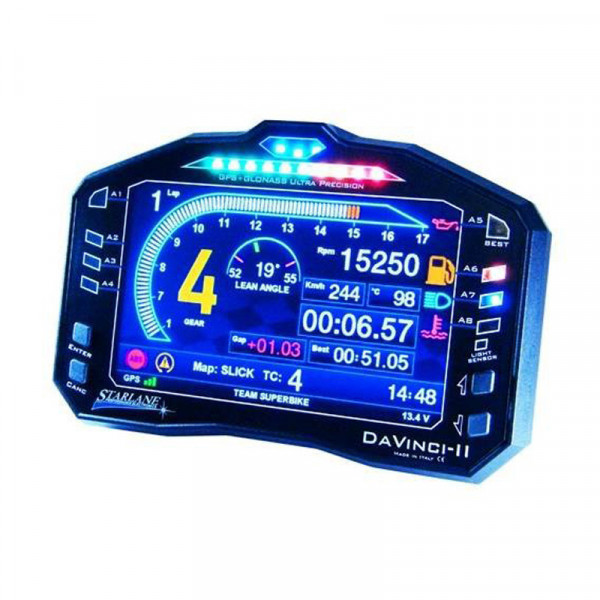 GPS+GLONASS ULTRA PRECISION
A1
A2
A3
A4
ENTER
CANC
1 Lap
1
7
9
10
11
12
13
14
15
16
17
4
GEAR
19°
52
55
LEAN ANGLE
Rpm 15250
Km/h 244 °C 98
00:06.57
Gap +01.03 Best 00:51.05
ABS
GPS
Map: SLICK TC: 4 14:48
TEAM SUPERBIKE
13.4 V
A5
BEST
A6
A7
A8
LIGHT
SENSOR
STARLANE
DAVINCI-II
MADE IN ITALY CE